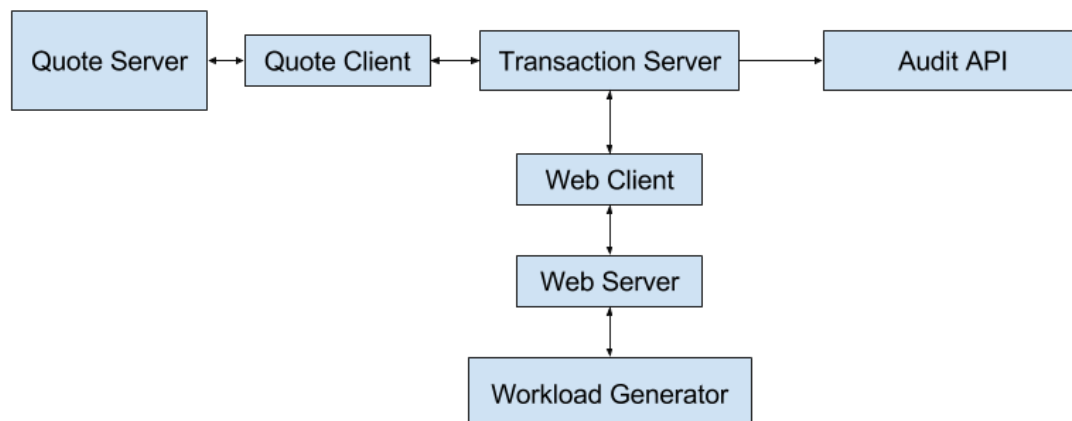 Quote Server
Quote Client
Transaction Server
Audit API
Web Client
Web Server
Workload Generator